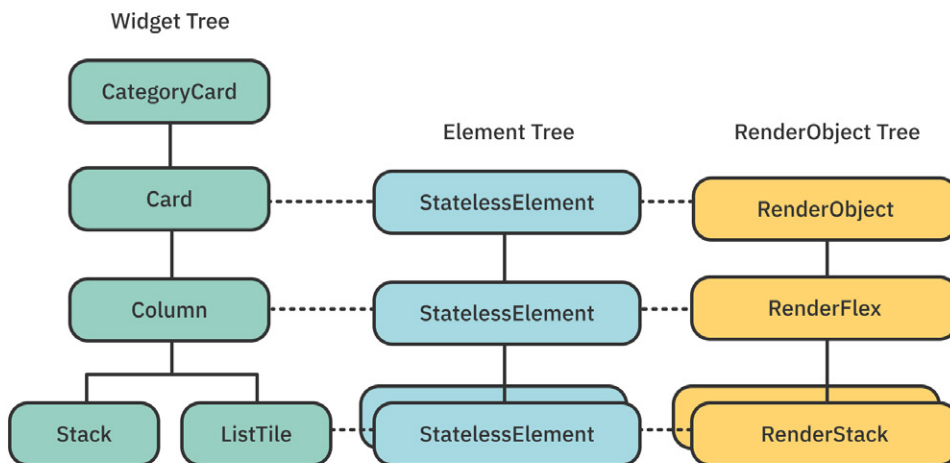 Widget Tree
CategoryCard
Element Tree
RenderObject Tree
Card
StatelessElement
RenderObject
Column
StatelessElement
RenderFlex
Stack
ListTile
StatelessElement
RenderStack